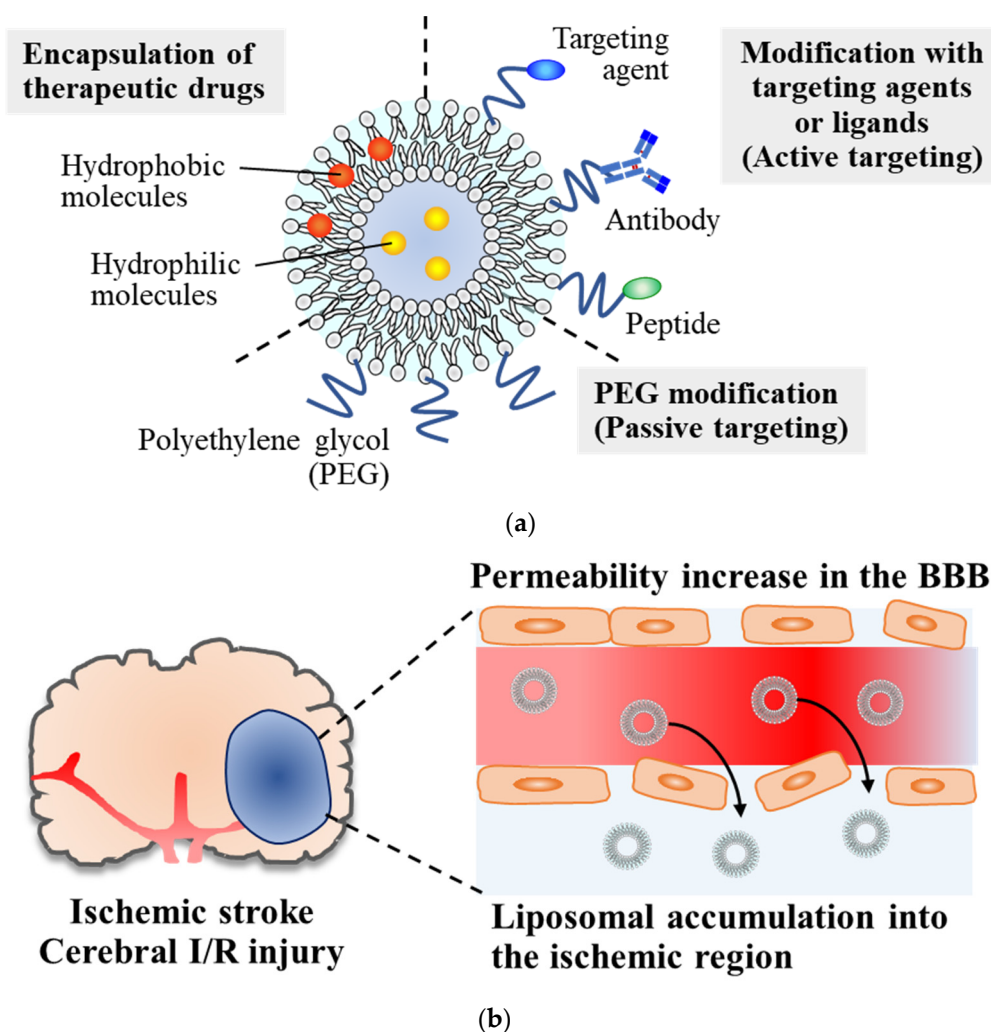 Encapsulation of
therapeutic drugs
Targeting
agent
Modification with
targeting agents
or ligands
(Active targeting)
Hydrophobic
molecules
Antibody
Hydrophilic
molecules
Peptide
PEG modification
(Passive targeting)
Polyethylene glycol
(PEG)
(a)
Permeability increase in the BBB
Ischemic stroke
Cerebral I/R injury
Liposomal accumulation into
the ischemic region
(b)